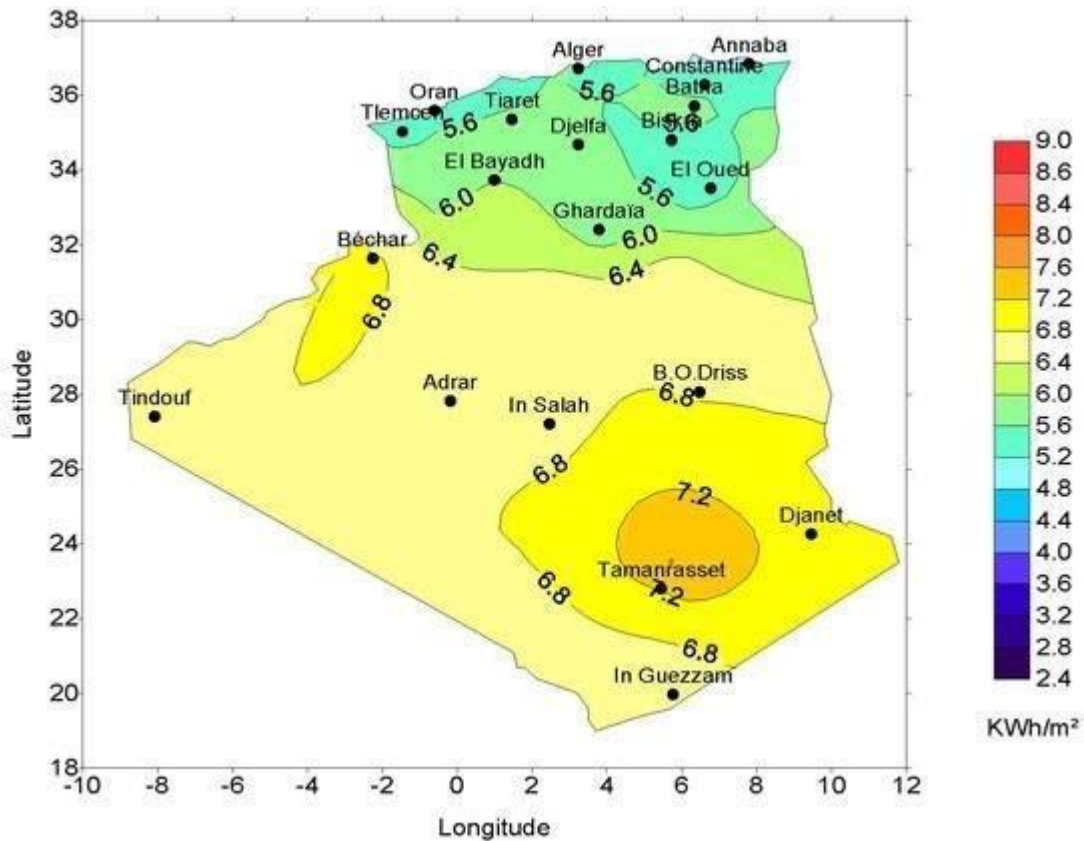 38
36
34
32
30
28
26
24
22
20
18
Latitude
-10 -8 -6 -4 -2 0 2 4 6 8 10 12
Longitude
Annaba
Alger
Constantine
Oran
5.6
Batna
Tlemcen
5.6
Tiaret
Djelfa
Biskra
5.6
El Bayadh
El Oued
6.0
5.6
Ghardaïa
Béchar
6.4
6.0
6.4
6.8
Tindouf
Adrar
B.O.Driss
6.8
In Salah
6.8
7.2
Djanet
Tamanrasset
7.2
6.8
6.8
In Guezzam
9.0
8.6
8.4
8.0
7.6
7.2
6.8
6.4
6.0
5.6
5.2
4.8
4.4
4.0
3.6
3.2
2.8
2.4
KWh/m²